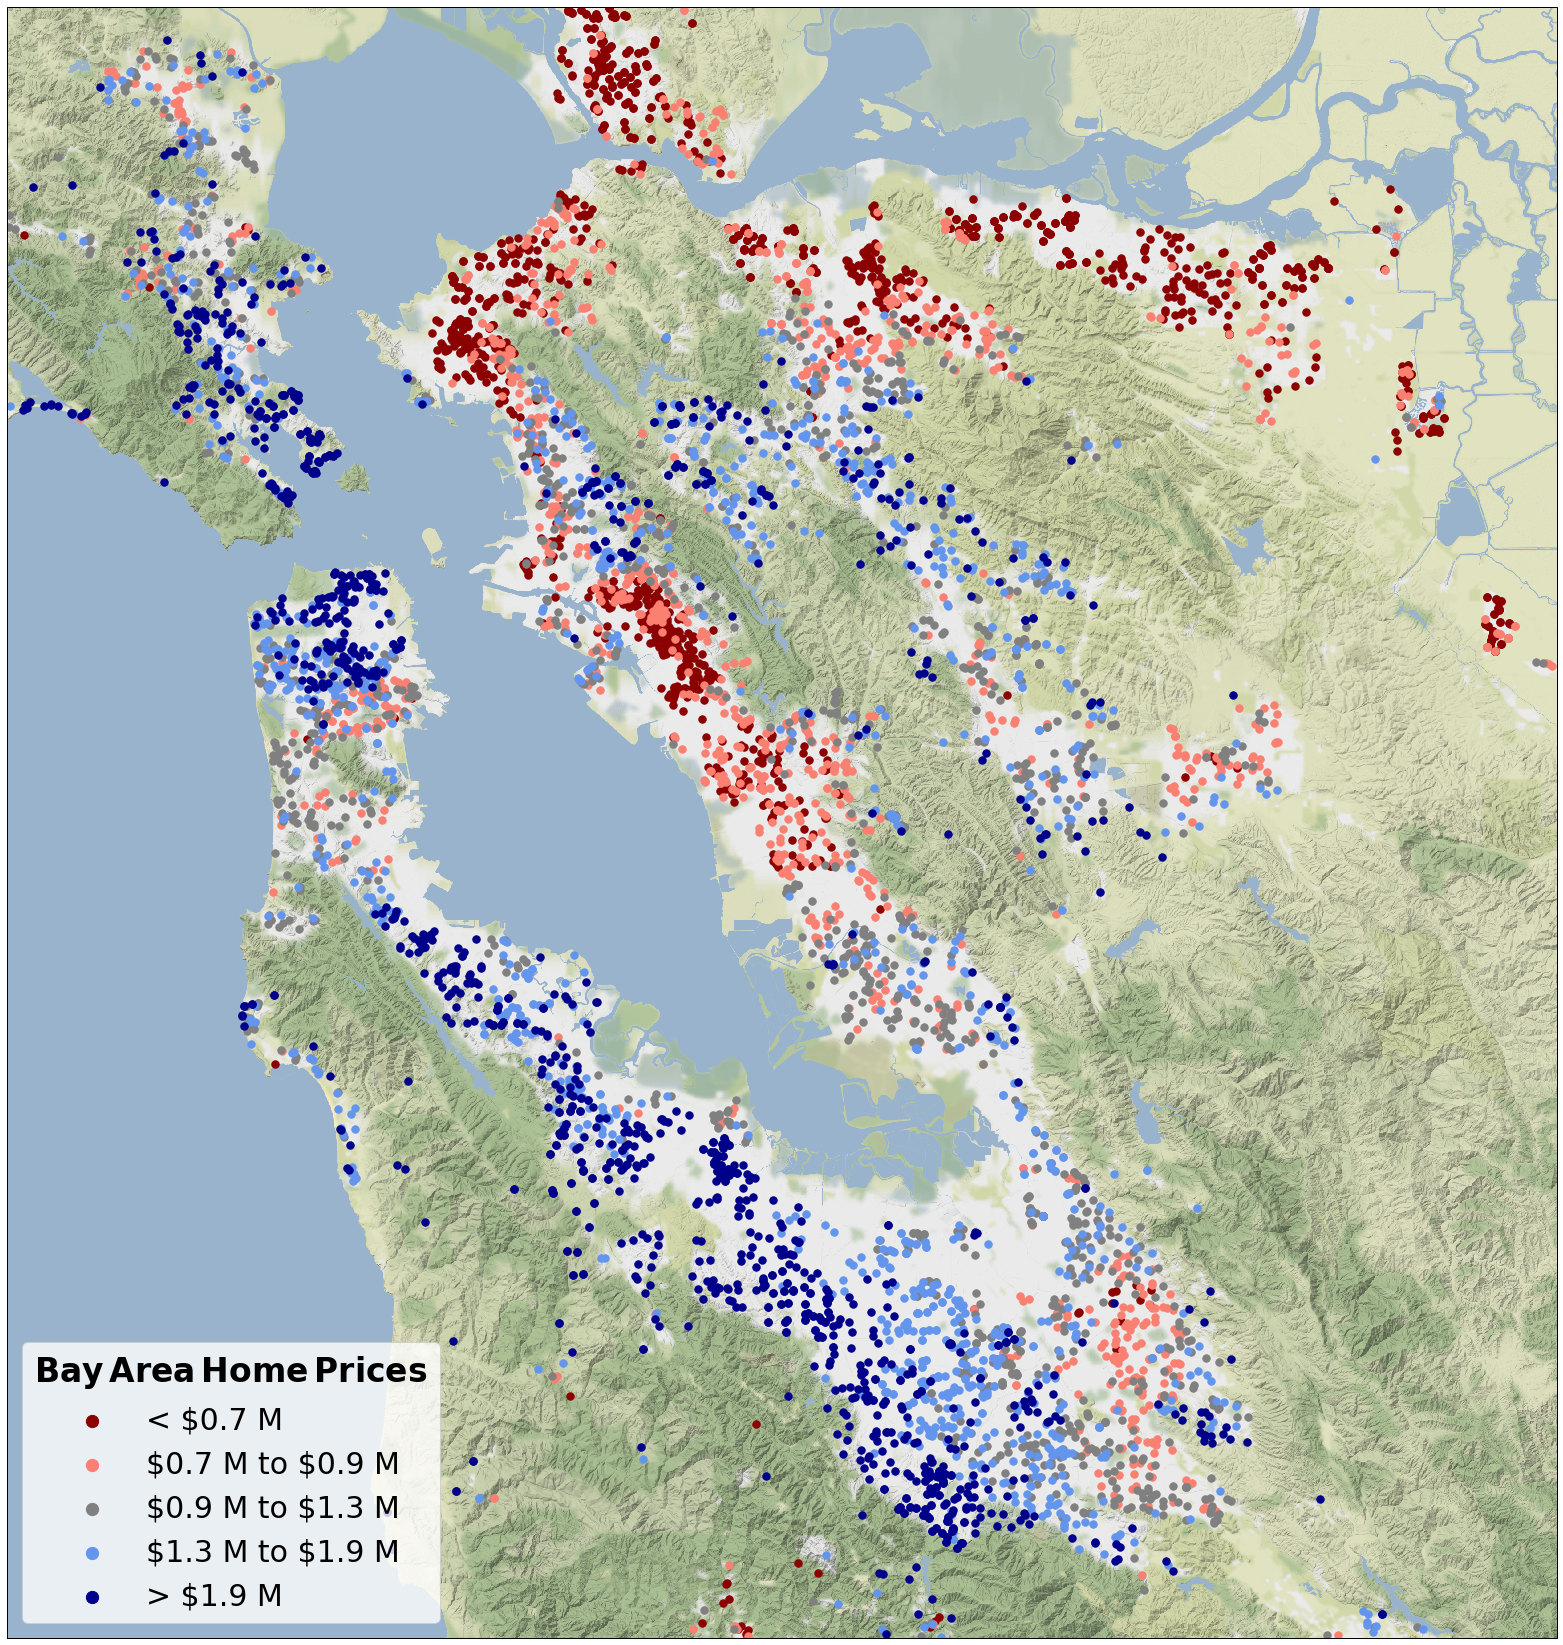 Bay Area Home Prices
< $0.7 M
$0.7 M to $0.9 M
$0.9 M to $1.3 M
$1.3 M to $1.9 M
> $1.9 M